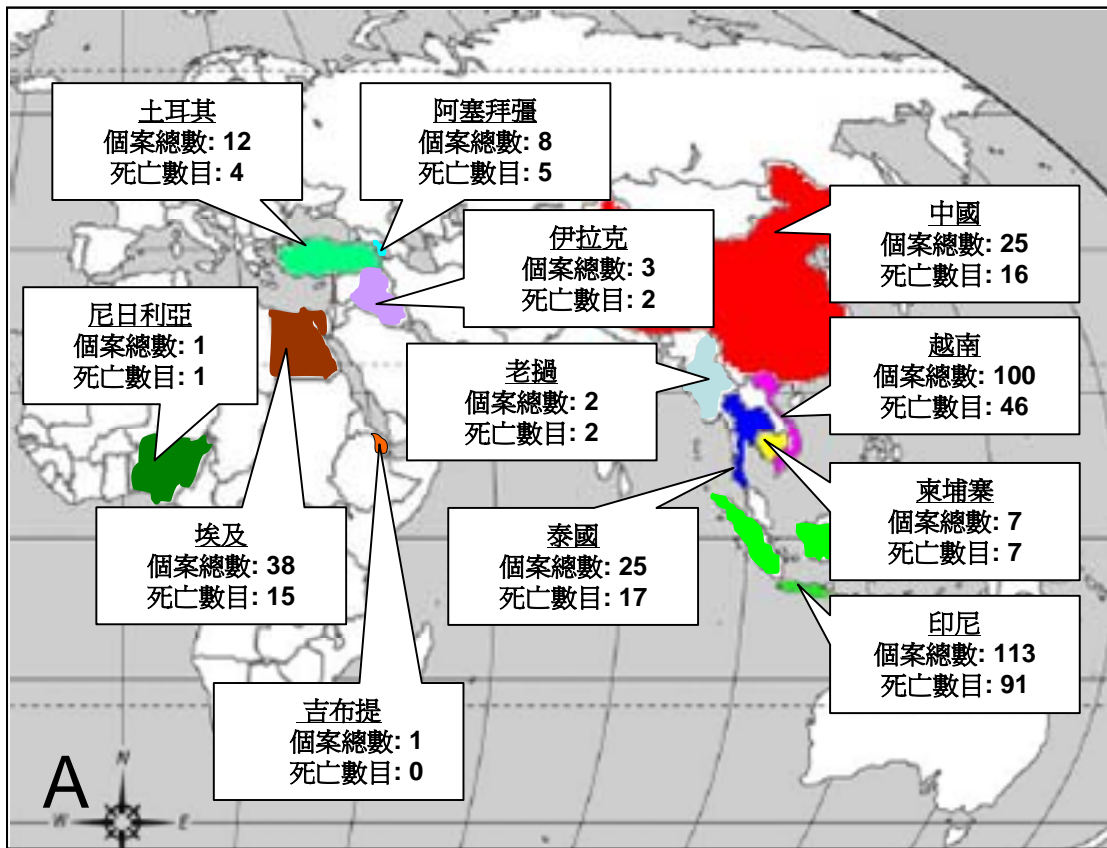 土耳其
個案總數: 12
死亡數目: 4
阿塞拜彊
個案總數: 8
死亡數目: 5
中國
個案總數: 25
死亡數目: 16
伊拉克
個案總數: 3
死亡數目: 2
尼日利亞
個案總數: 1
死亡數目: 1
老撾
個案總數: 2
死亡數目: 2
越南
個案總數: 100
死亡數目: 46
柬埔寨
個案總數: 7
死亡數目: 7
埃及
個案總數: 38
死亡數目: 15
泰國
個案總數: 25
死亡數目: 17
印尼
個案總數: 113
死亡數目: 91
吉布提
個案總數: 1
死亡數目: 0
A
N
W
E